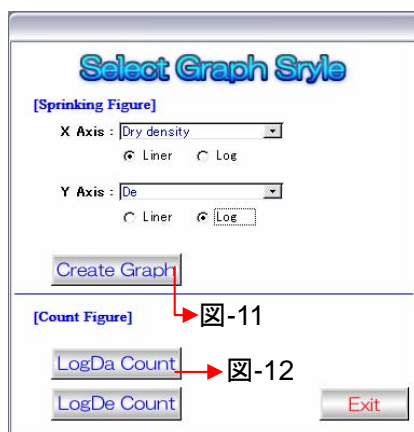 Select Graph Sryle
[Sprinking Figure]
X Axis : Dry density
Liner Log
Y Axis : De
Liner Log
Create Graph
図-11
[Count Figure]
LogDa Count
図-12
LogDe Count
Exit